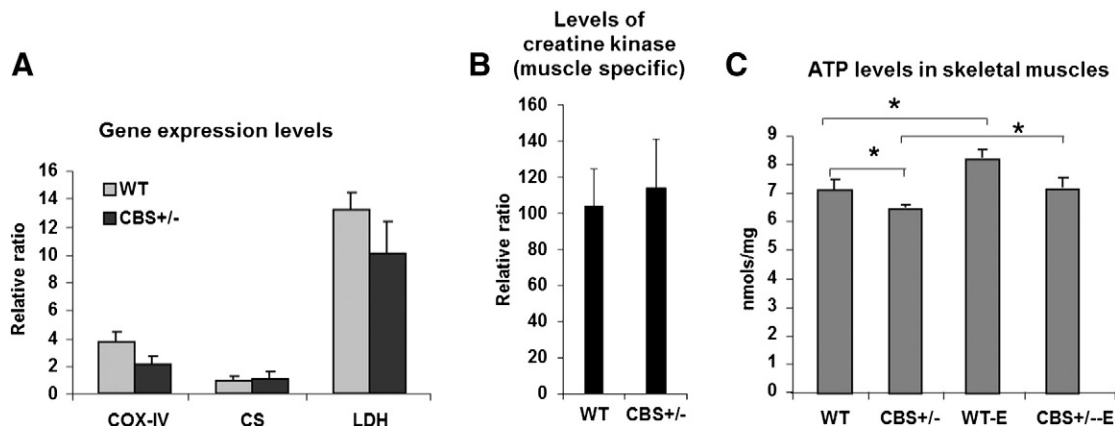 A
Gene expression levels
Relative ratio
16
14
12
10
8
6
4
2
0
WT
CBS+/-
COX-IV
CS
LDH
B
Levels of
creatine kinase
(muscle specific)
Relative ratio
160
140
120
100
80
60
40
20
0
WT
CBS+/-
C
ATP levels in skeletal muscles
nmols/mg
9
8
7
6
5
4
3
2
1
0
*
*
*
WT
CBS+/-
WT-E
CBS+/--E